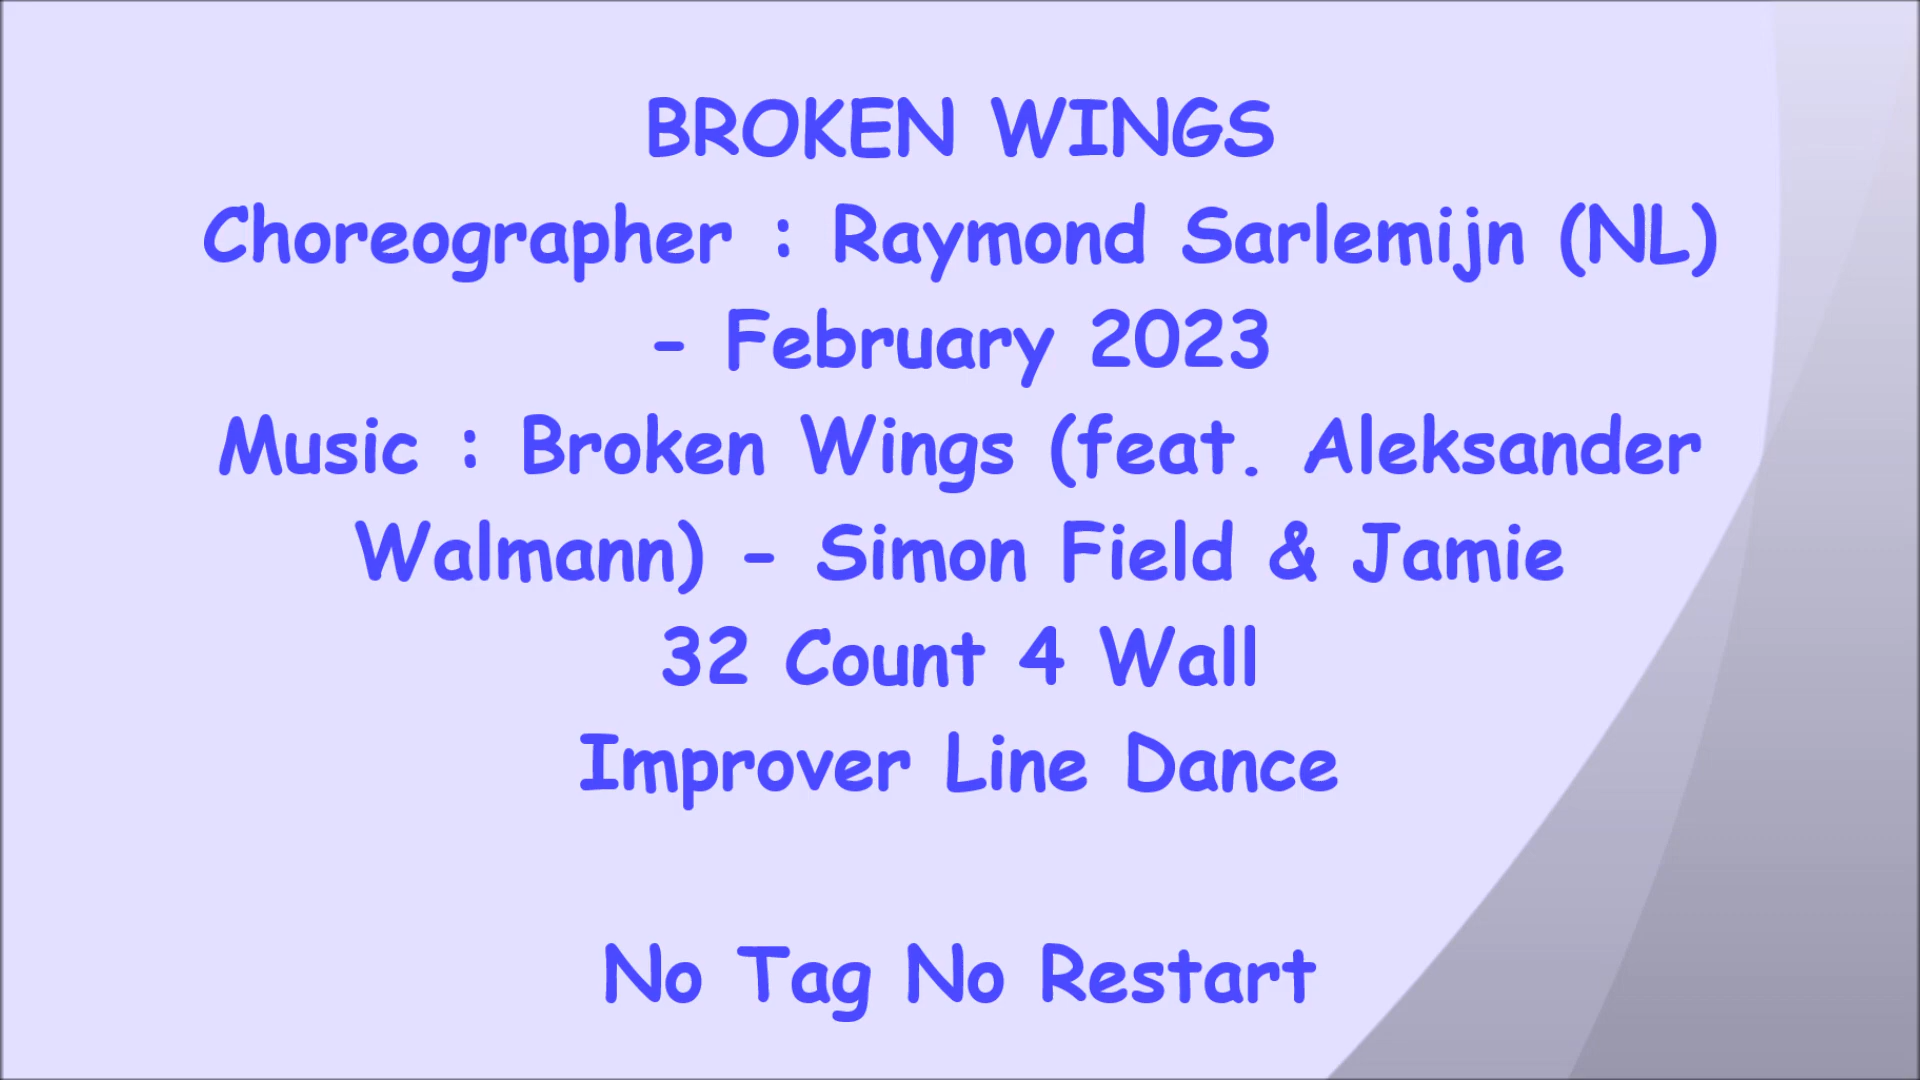 BROKEN WINGS
Choreographer : Raymond Sarlemijn (NL)
- February 2023
Music : Broken Wings (feat. Aleksander
Walmann) - Simon Field & Jamie
32 Count 4 Wall
Improver Line Dance
No Tag No Restart